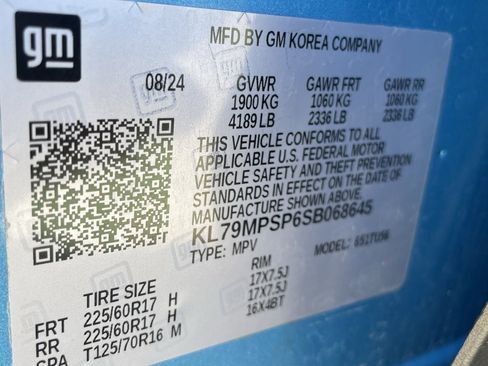 gm
MFD BY GM KOREA COMPANY
08/24 GVWR GAWR FRT GAWR RR
1900 KG 1060 KG 1060 KG
4189 LB 2336 LB 2336 LB
THIS VEHICLE CONFORMS TO ALL
APPLICABLE U.S. FEDERAL MOTOR
VEHICLE SAFETY AND THEFT PREVENTION
STANDARDS IN EFFECT ON THE DATE OF
MANUFACTURE SHOWN ABOVE.
KL79MPSP6SB068645
TYPE: MPV MODEL: 1TU56
TIRE SIZE RIM
FRT 225/60R17 H 17X7.5J
RR 225/60R17 H 17X7.5J
SPA T125/70R16 M 16X4BT